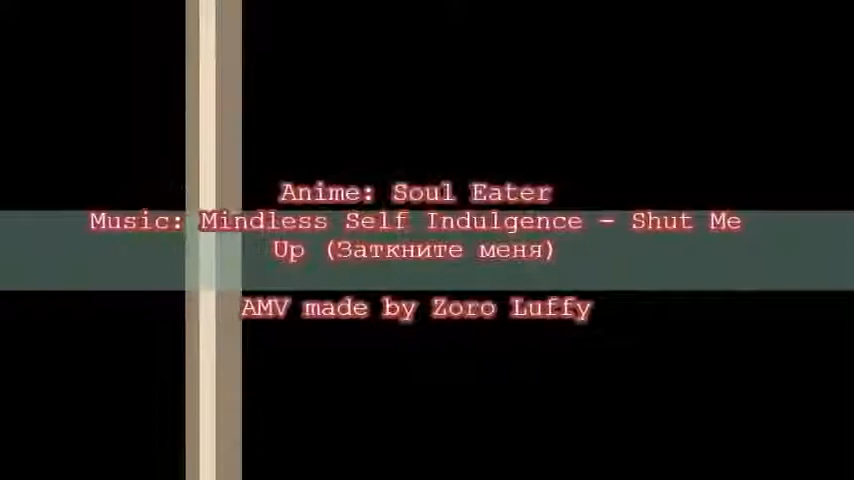 Anime: Soul Eater
Music: Mindless Self Indulgence - Shut Me
Up (Заткните меня)
AMV made by Zoro Luffy